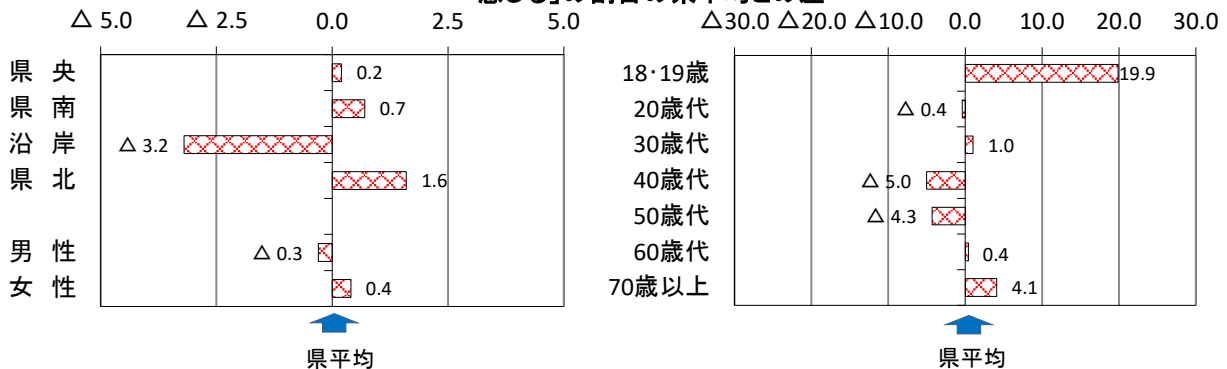 △ 5.0 △ 2.5 0.0 2.5 5.0
県 央 0.2
県 南 0.7
沿 岸 △ 3.2
県 北 1.6
男 性 △ 0.3
女 性 0.4
県平均
△30.0 △20.0 △10.0 0.0 10.0 20.0 30.0
18･19歳 19.9
20歳代 △ 0.4
30歳代 1.0
40歳代 △ 5.0
50歳代 △ 4.3
60歳代 0.4
70歳以上 4.1
県平均